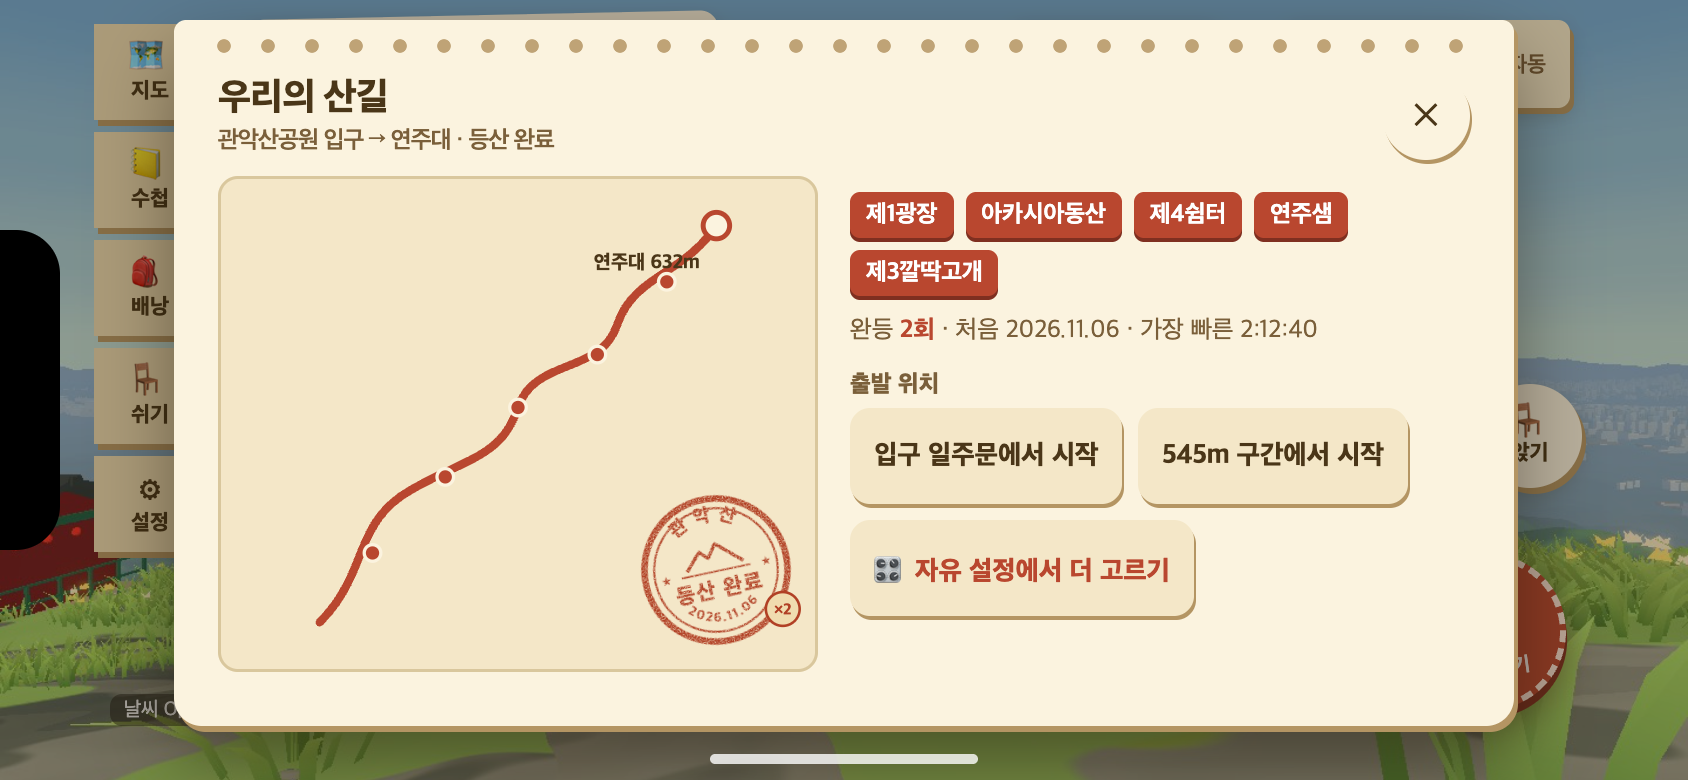 지도
수첩
배낭
쉬기
설정
우리의 산길
관악산공원 입구 → 연주대 · 등산 완료
×
자동
연주대 632m
관악산
등산 완료
2026.11.06
×2
제1광장 아카시아동산 제4쉼터 연주샘
제3깔딱고개
완등 2회 · 처음 2026.11.06 · 가장 빠른 2:12:40
출발 위치
입구 일주문에서 시작 545m 구간에서 시작
자유 설정에서 더 고르기
앉기
날씨